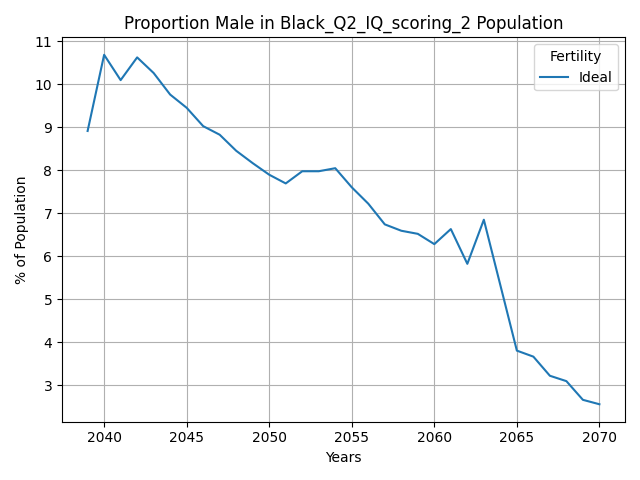 Proportion Male in Black_Q2_IQ_scoring_2 Population
11
10
9
8
7
6
5
4
3
% of Population
Fertility
Ideal
2040 2045 2050 2055 2060 2065 2070
Years